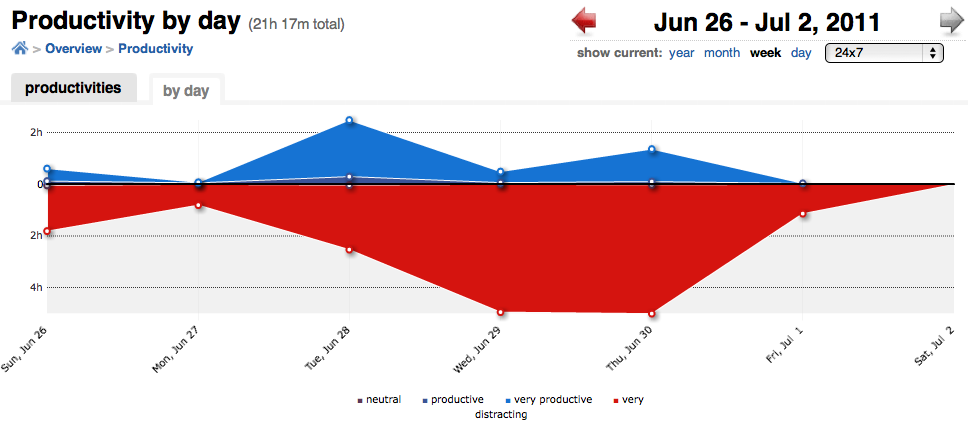 Productivity by day (21h 17m total)
> Overview > Productivity
Jun 26 - Jul 2, 2011
show current: year month week day 24x7
productivities by day
2h
0
2h
4h
Sun, Jun 26
Mon, Jun 27
Tue, Jun 28
Wed, Jun 29
Thu, Jun 30
Fri, Jul 1
Sat, Jul 2
neutral productive very productive very
distracting